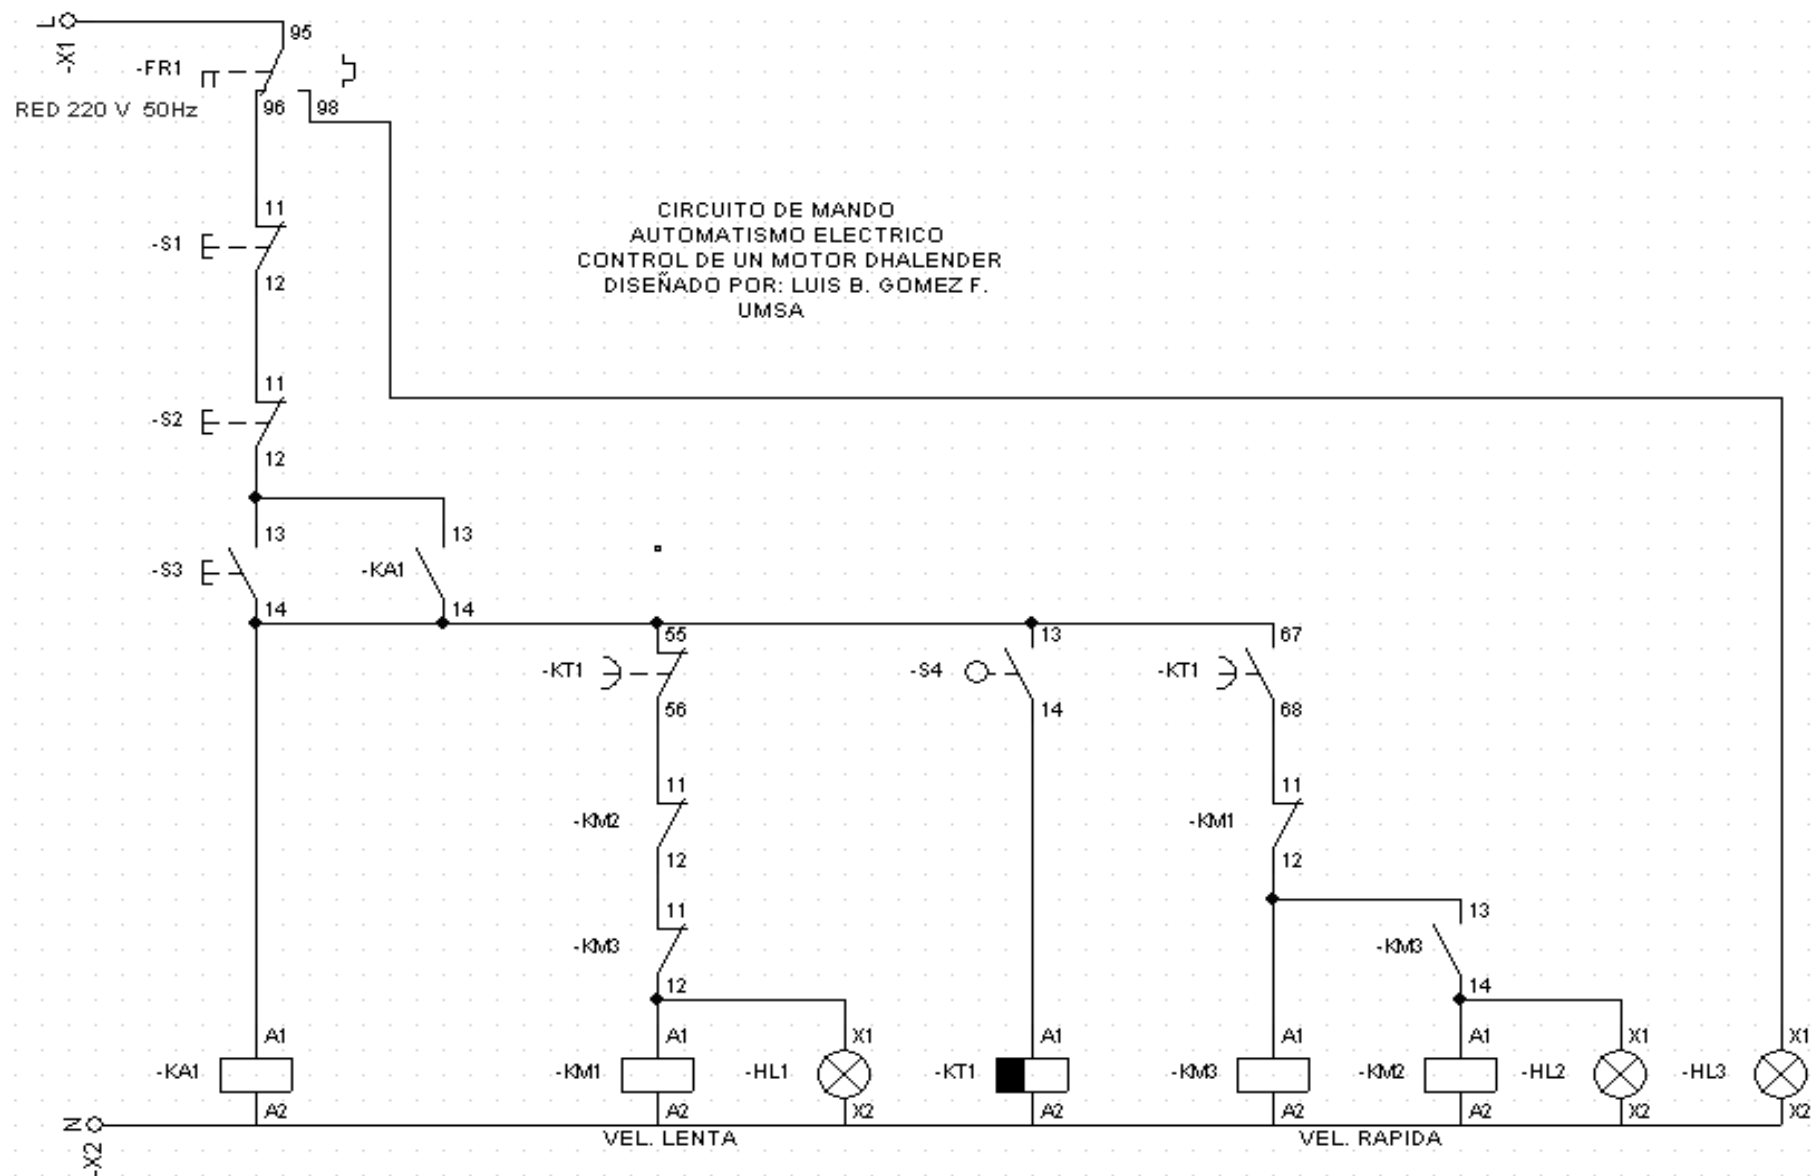 L
-X1
95
-FR1
96
98
RED 220 V 50Hz
11
-S1
12
CIRCUITO DE MANDO
AUTOMATISMO ELECTRICO
CONTROL DE UN MOTOR DHALENDER
DISEÑADO POR: LUIS B. GOMEZ F.
UMSA
11
-S2
12
13
13
-S3
-KA1
14
14
55
13
67
-KT1
-S4
-KT1
56
14
68
11
11
-KM2
-KM1
12
12
11
13
-KM3
-KM3
12
14
A1
A1
X1
A1
A1
A1
X1
X1
-KA1
-KM1
-HL1
-KT1
-KM3
-KM2
-HL2
-HL3
A2
A2
X2
A2
A2
A2
X2
X2
N
-X2
VEL. LENTA
VEL. RAPIDA